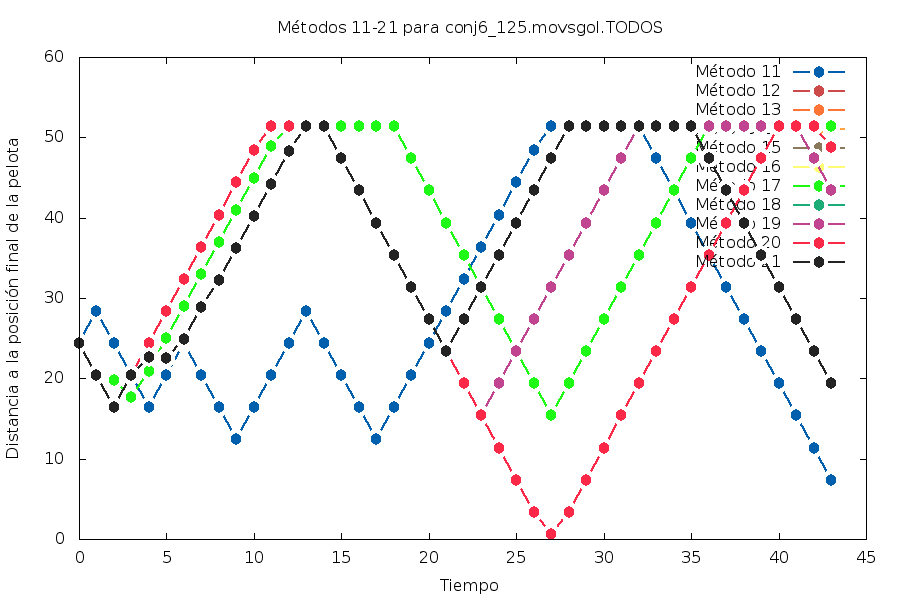 Métodos 11-21 para conj6_125.movsgol.TODOS
Distancia a la posición final de la pelota
60
50
40
30
20
10
0
Método 11
Método 12
Método 13
Método 15
16
17
Método 18
19
Método 20
Método
0 5 10 15 20 25 30 35 40 45
Tiempo